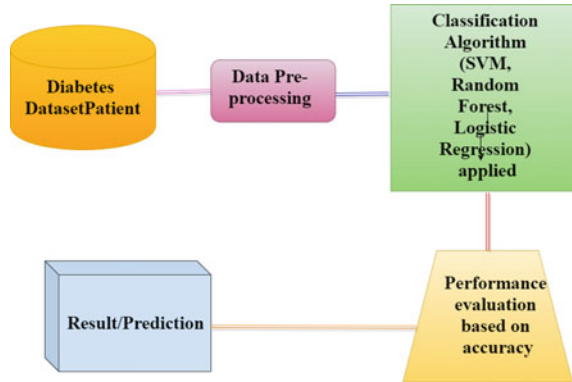 Diabetes
DatasetPatient
Data Pre-
processing
Classification
Algorithm
(SVM,
Random
Forest,
Logistic
Regression)
applied
Performance
evaluation
based on
accuracy
Result/Prediction